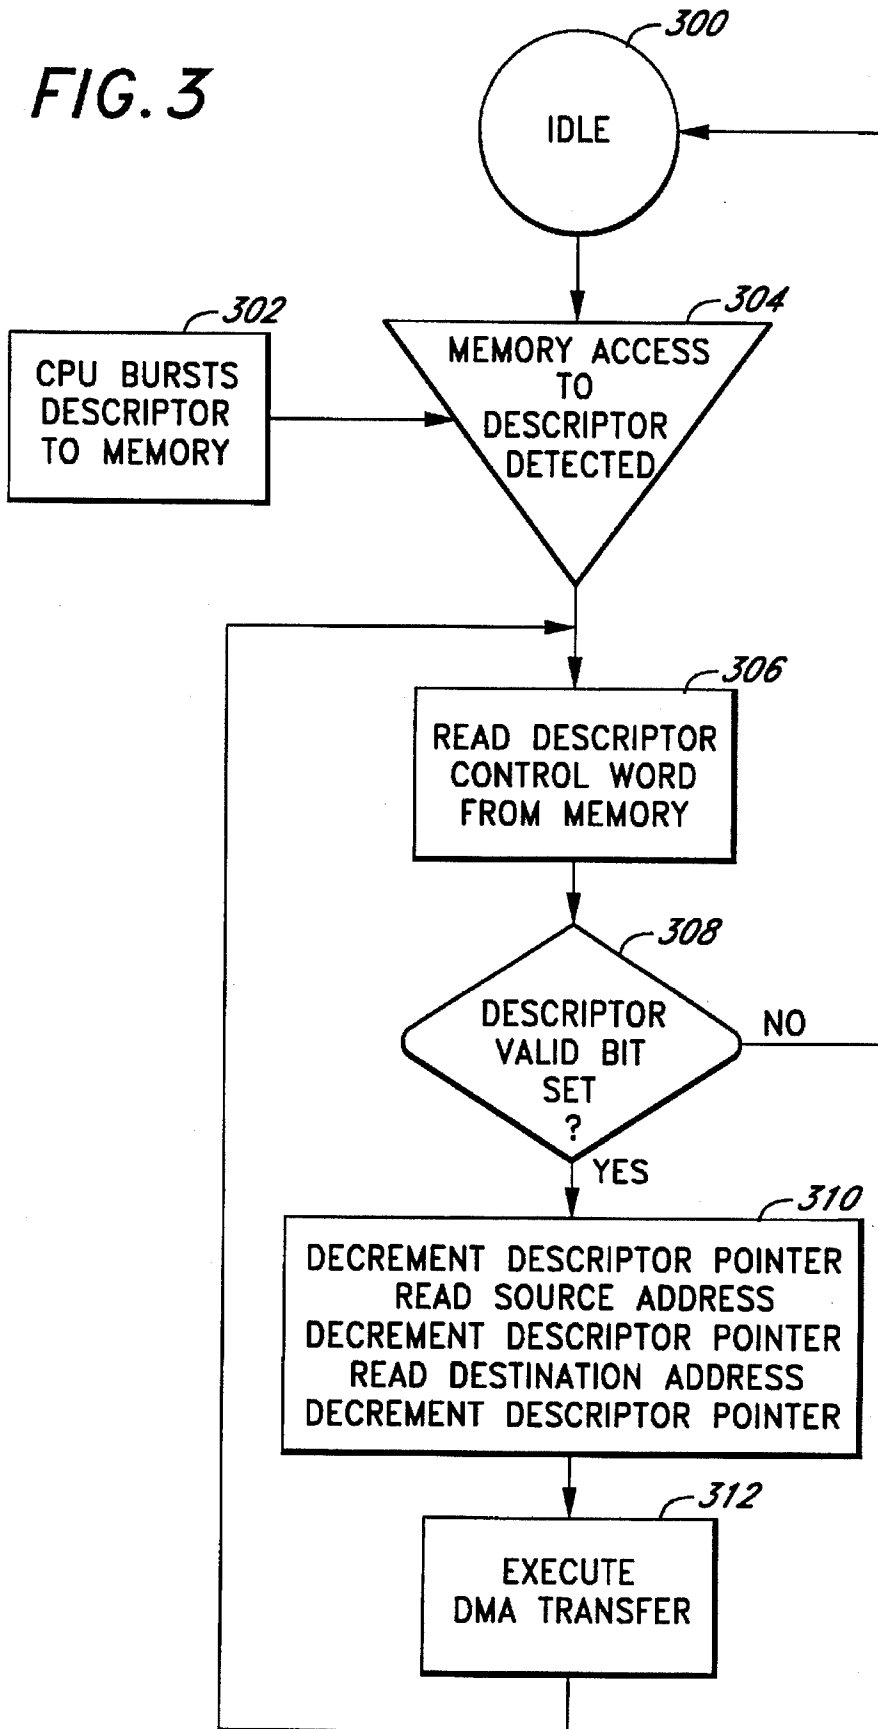 FIG. 3
300
IDLE
302
CPU BURSTS
DESCRIPTOR
TO MEMORY
304
MEMORY ACCESS
TO
DESCRIPTOR
DETECTED
306
READ DESCRIPTOR
CONTROL WORD
FROM MEMORY
308
DESCRIPTOR
VALID BIT
SET
?
NO
YES
310
DECREMENT DESCRIPTOR POINTER
READ SOURCE ADDRESS
DECREMENT DESCRIPTOR POINTER
READ DESTINATION ADDRESS
DECREMENT DESCRIPTOR POINTER
312
EXECUTE
DMA TRANSFER